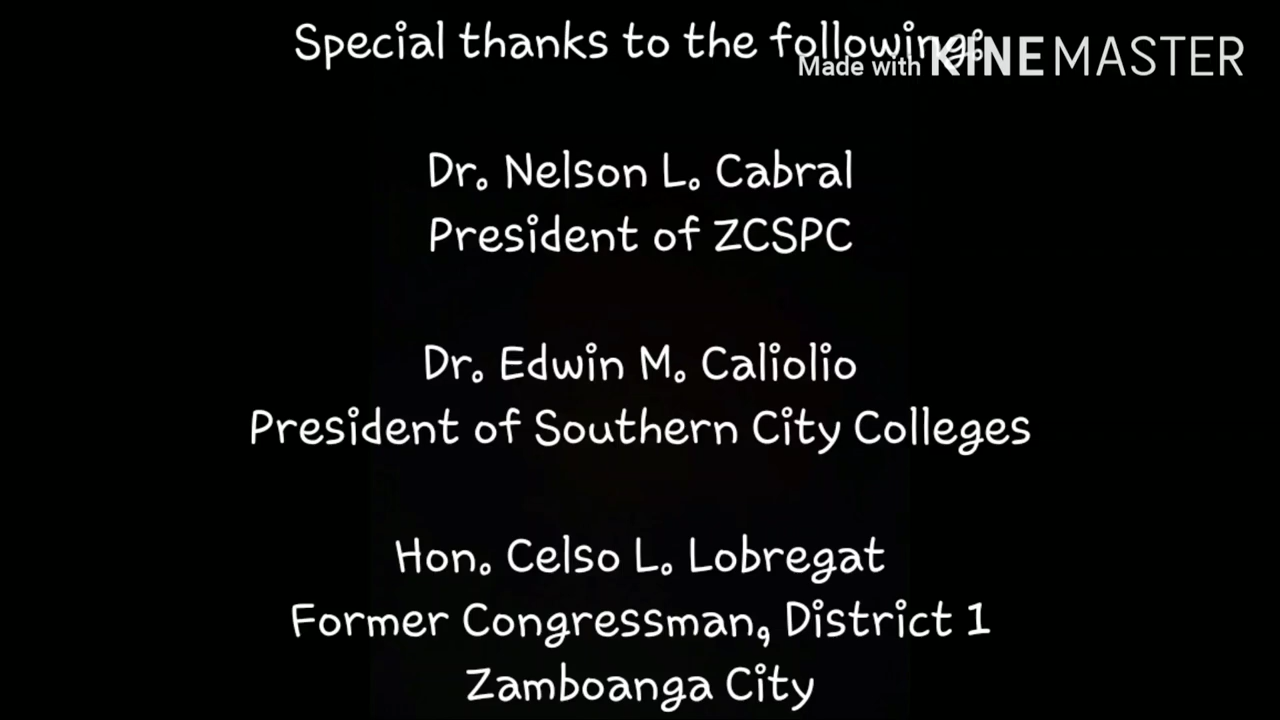 Special thanks to the following:
Made with KINEMASTER
Dr. Nelson L. Cabral
President of ZCSPC
Dr. Edwin M. Caliolio
President of Southern City Colleges
Hon. Celso L. Lobregat
Former Congressman, District 1
Zamboanga City